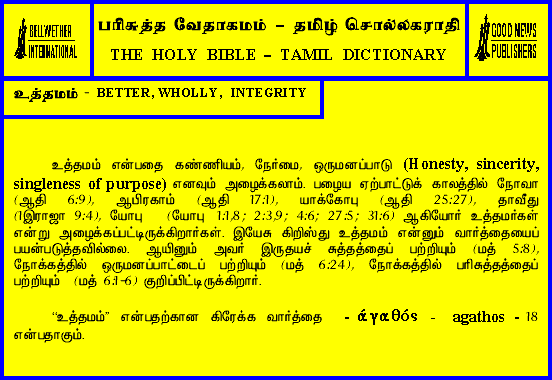 BELLWETHER
INTERNATIONAL
பரிசுத்த வேதாகமம் – தமிழ் சொல்லகராதி
THE HOLY BIBLE – TAMIL DICTIONARY
GOOD NEWS
PUBLISHERS
உத்தமம் - BETTER, WHOLLY, INTEGRITY
உத்தமம் என்பதை கண்ணியம், நேர்மை, ஒருமனப்பாடு (Honesty, sincerity,
singleness of purpose) எனவும் அழைக்கலாம். பழைய ஏற்பாட்டுக் காலத்தில் நோவா
(ஆதி 6:9), ஆபிரகாம் (ஆதி 17:1), யாக்கோபு (ஆதி 25:27), தாவீது
(1இராஜா 9:4), யோபு (யோபு 1:1,8; 2:3,9; 4:6; 27:5; 31:6) ஆகியோர் உத்தமர்கள்
என்று அழைக்கப்பட்டிருக்கிறார்கள். இயேசு கிறிஸ்து உத்தமம் என்னும் வார்த்தையைப்
பயன்படுத்தவில்லை. ஆயினும் அவர் இருதயச் சுத்தத்தைப் பற்றியும் (மத் 5:8),
நோக்கத்தில் ஒருமனப்பாட்டைப் பற்றியும் (மத் 6:24), நோக்கத்தில் பரிசுத்தத்தைப்
பற்றியும் (மத் 6:1-6) குறிப்பிட்டிருக்கிறார்.
“உத்தமம்” என்பதற்கான கிரேக்க வார்த்தை - άγαθός - agathos - 18
என்பதாகும்.